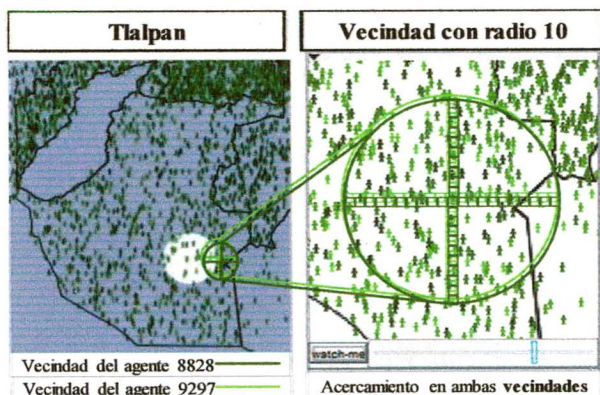 Tlalpan
Vecindad con radio 10
watch-me
Vecindad del agente 8828
Vecindad del agente 9297
Acercamiento en ambas vecindades